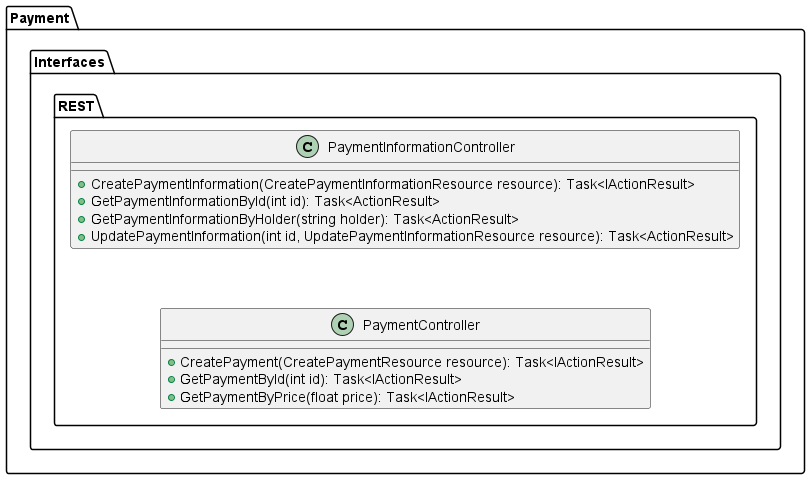 Payment
Interfaces
REST
C PaymentInformationController
CreatePaymentInformation(CreatePaymentInformationResource resource): Task<IActionResult>
GetPaymentInformationById(int id): Task<ActionResult>
GetPaymentInformationByHolder(string holder): Task<ActionResult>
UpdatePaymentInformation(int id, UpdatePaymentInformationResource resource): Task<ActionResult>
C PaymentController
CreatePayment(CreatePaymentResource resource): Task<IActionResult>
GetPaymentById(int id): Task<IActionResult>
GetPaymentByPrice(float price): Task<IActionResult>